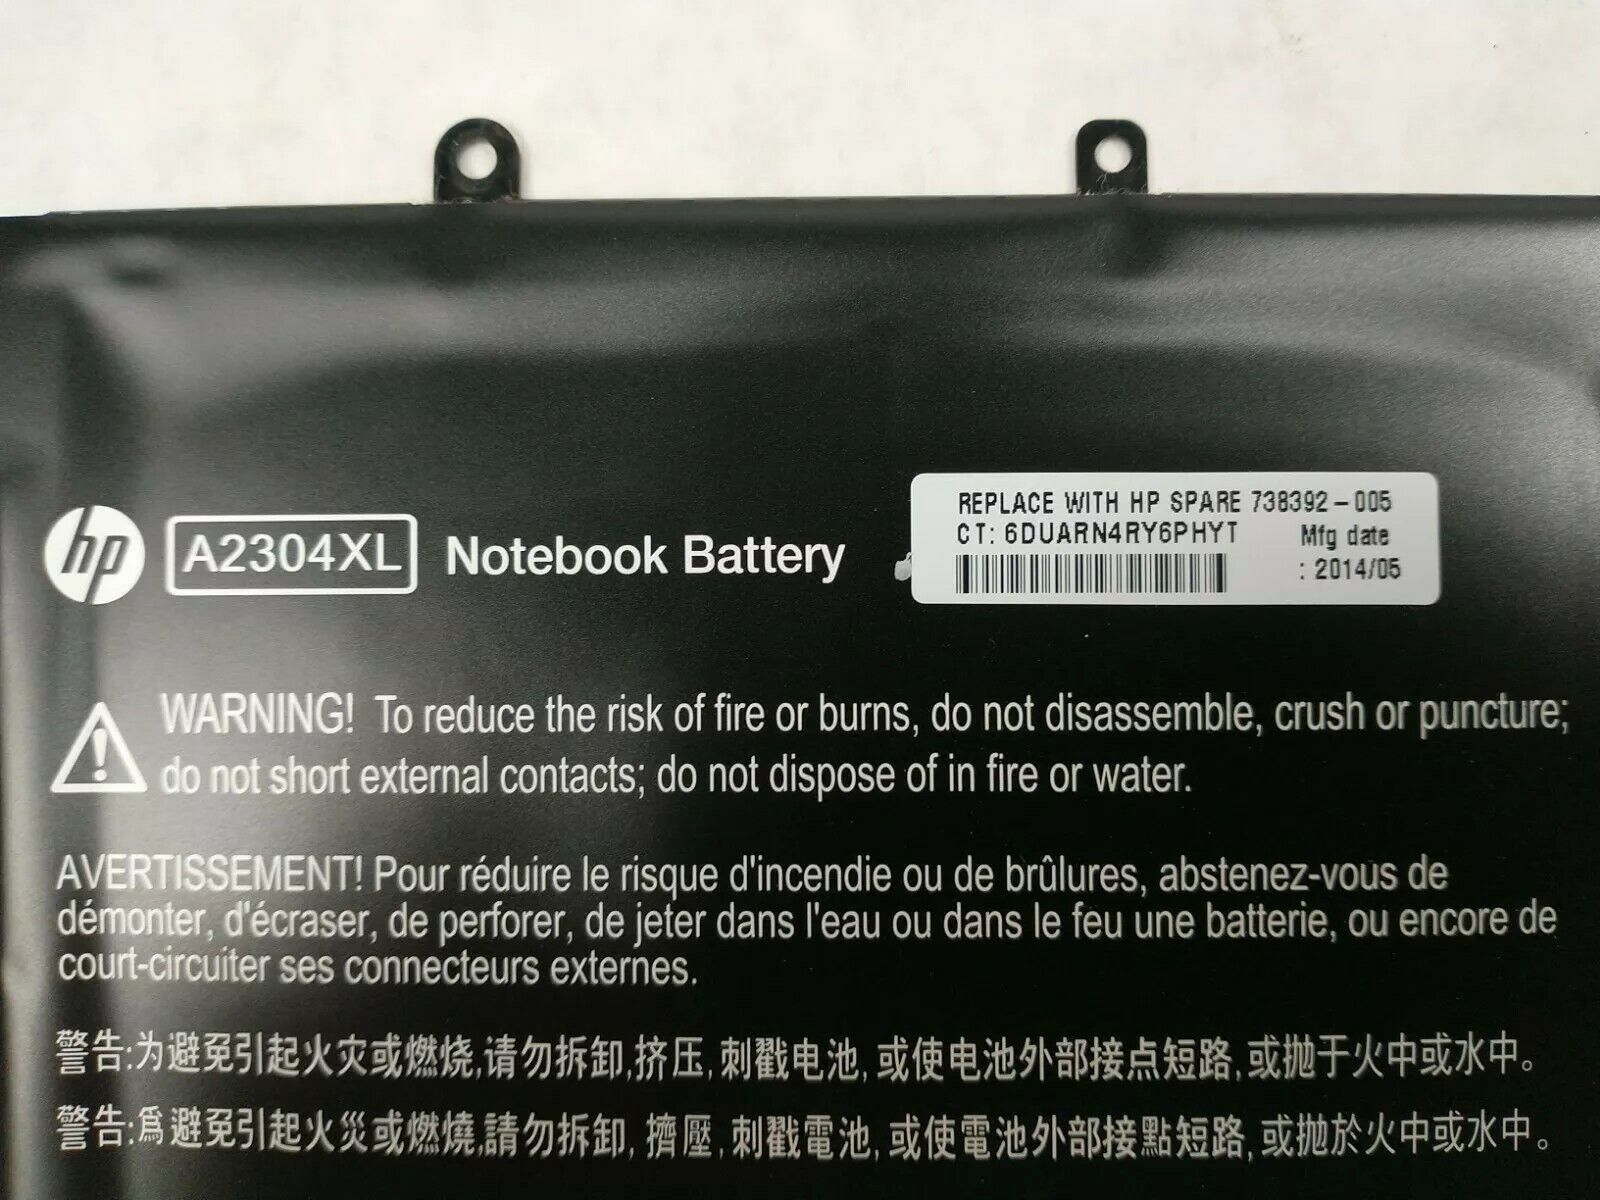 hp A2304XL Notebook Battery
REPLACE WITH HP SPARE 738392-005
CT: 6DUARN4RY6PHYT Mfg date
: 2014/05
WARNING! To reduce the risk of fire or burns, do not disassemble, crush or puncture;
do not short external contacts; do not dispose of in fire or water.
AVERTISSEMENT! Pour réduire le risque d'incendie ou de brûlures, abstenez-vous de
démonter, d'écraser, de perforer, de jeter dans l'eau ou dans le feu une batterie, ou encore de
court-circuiter ses connecteurs externes.
警告:为避免引起火灾或燃烧,请勿拆卸,挤压,刺戳电池,或使电池外部接点短路,或抛于火中或水中。
警告:爲避免引起火災或燃燒,請勿拆卸,擠壓,刺戳電池,或使電池外部接點短路,或拋於火中或水中。